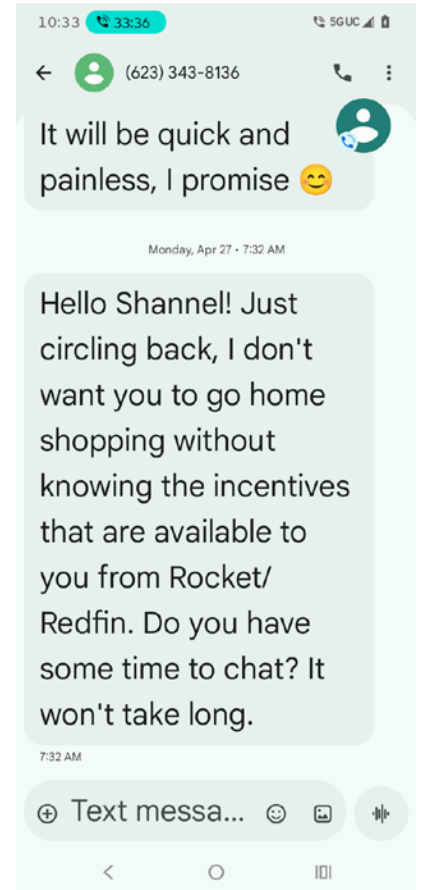 10:33 33:36 5G UC
(623) 343-8136
It will be quick and
painless, I promise 😊
Monday, Apr 27 • 7:32 AM
Hello Shannel! Just
circling back, I don't
want you to go home
shopping without
knowing the incentives
that are available to
you from Rocket/
Redfin. Do you have
some time to chat? It
won't take long.
7:32 AM
Text messa...